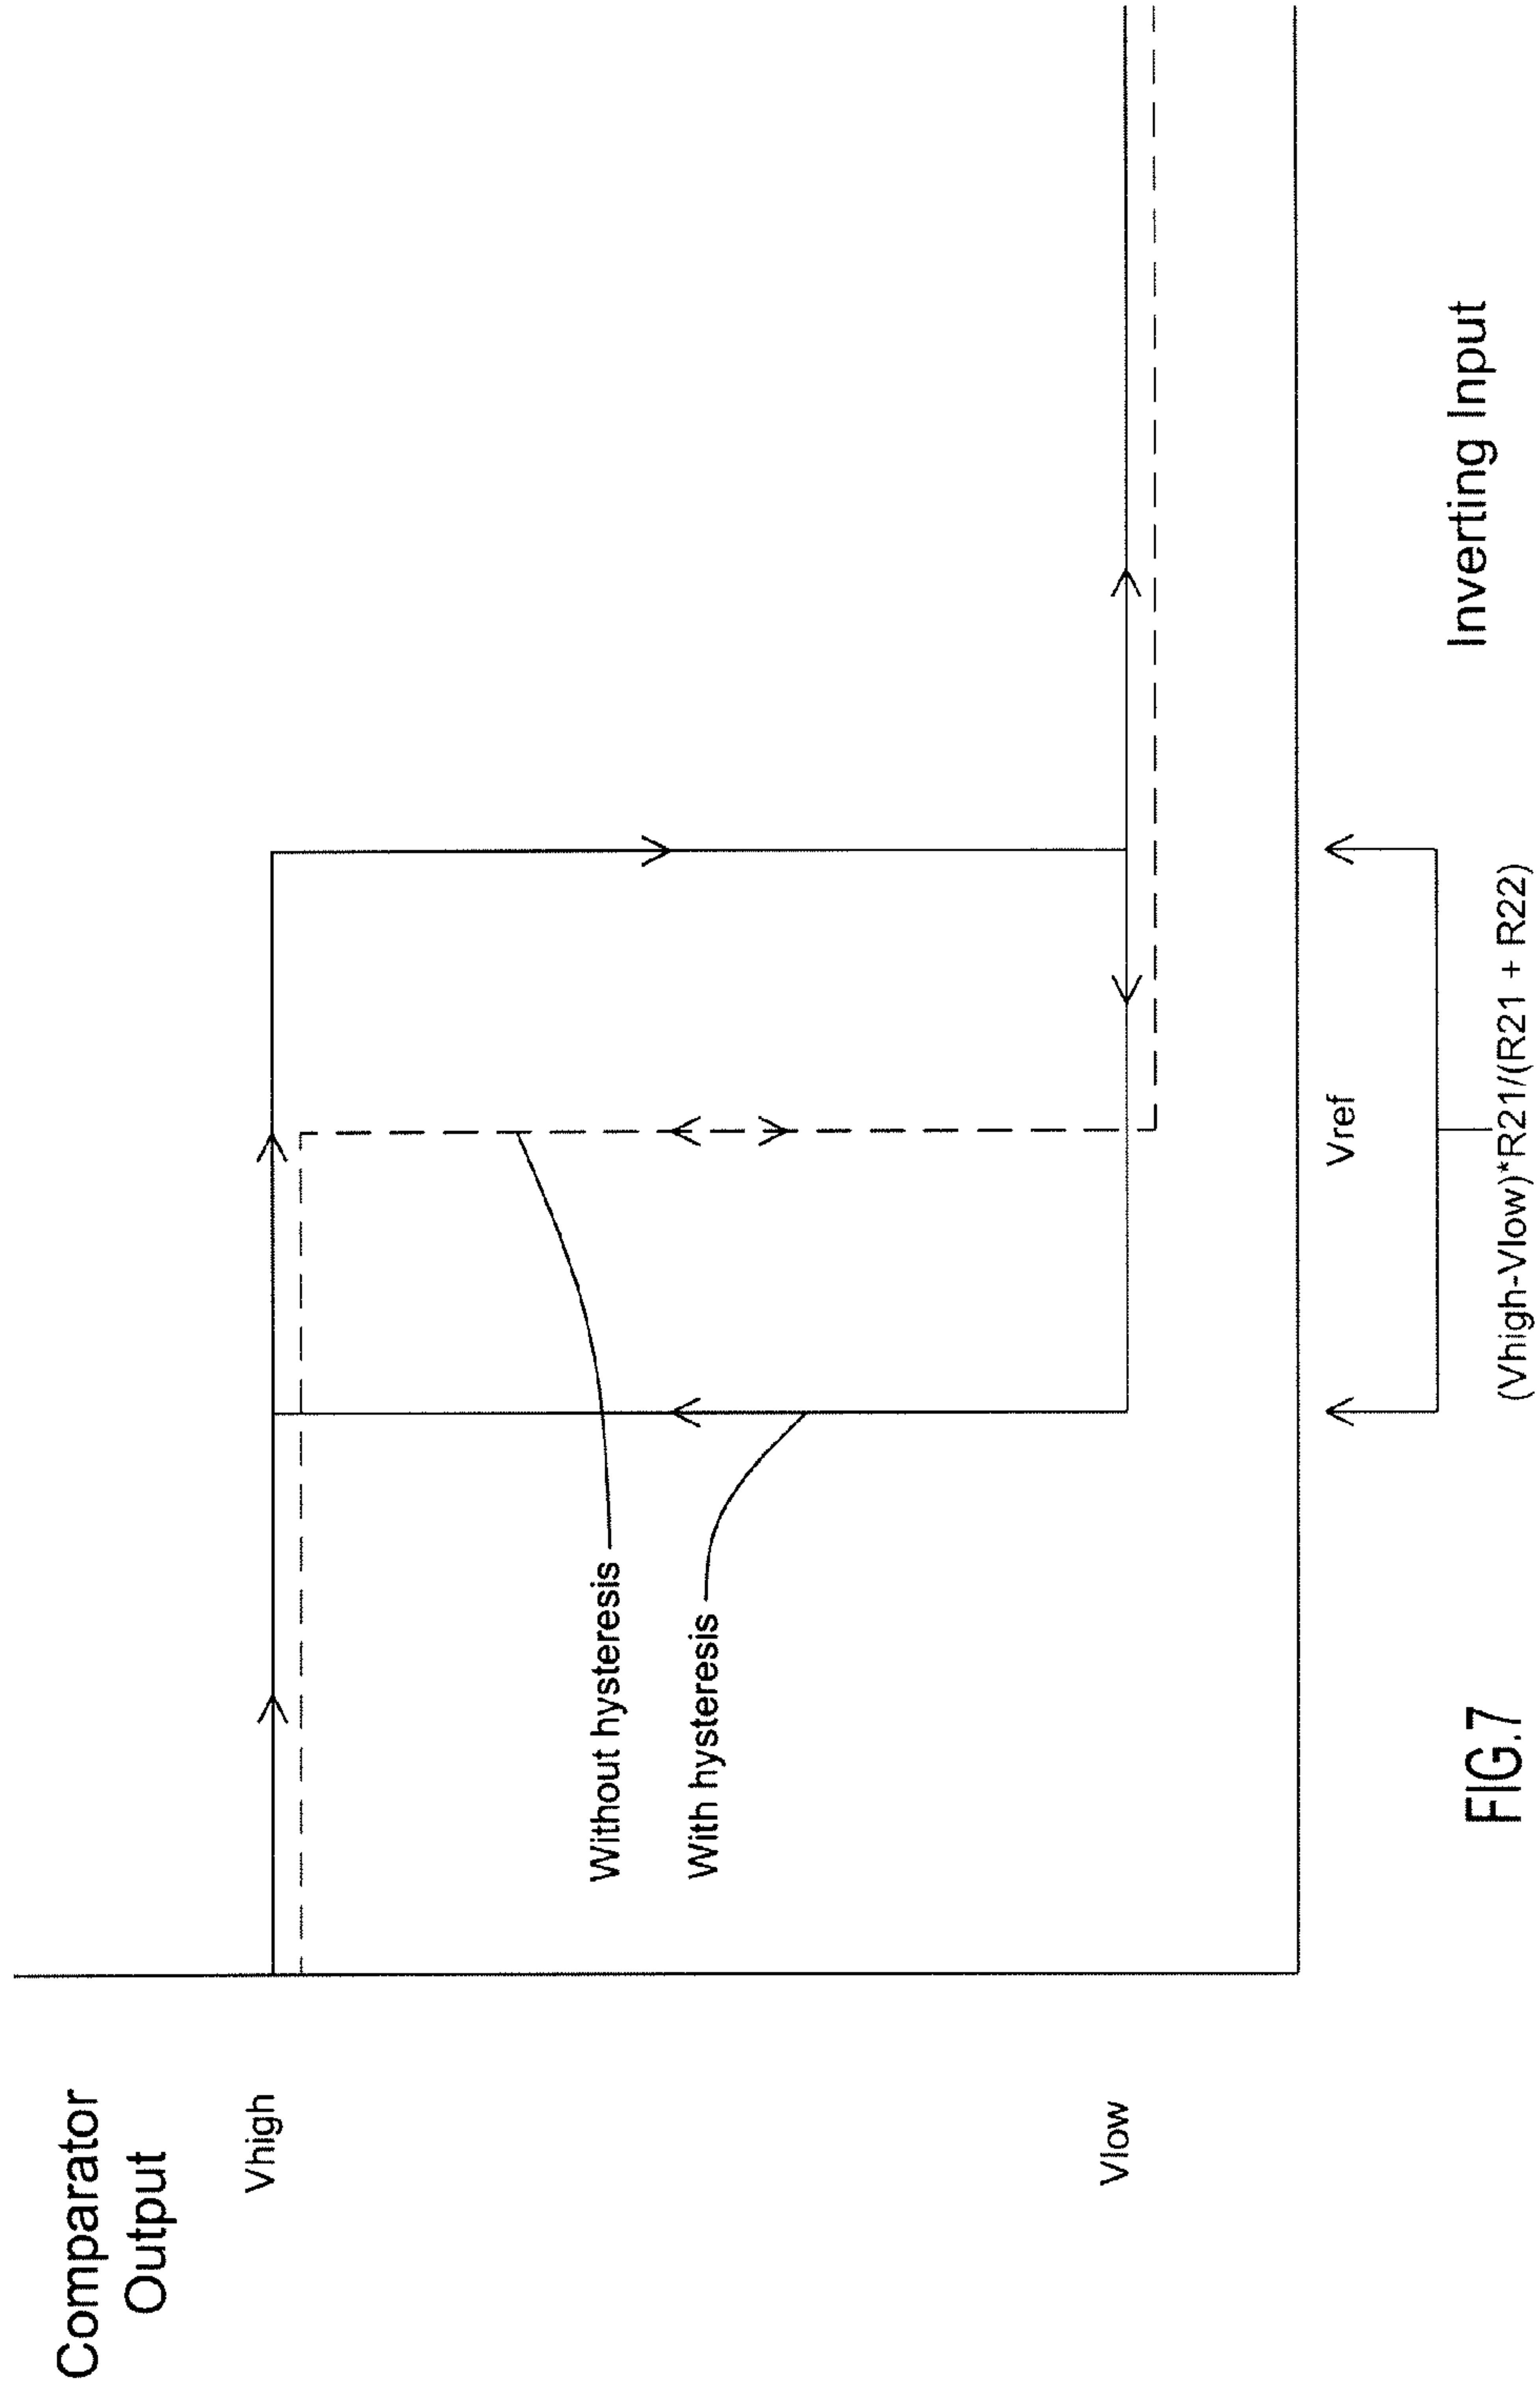 Comparator
Output
Vhigh
Without hysteresis
With hysteresis
Vlow
Vref
Inverting Input
(Vhigh-Vlow)*R21/(R21 + R22)
FIG.7